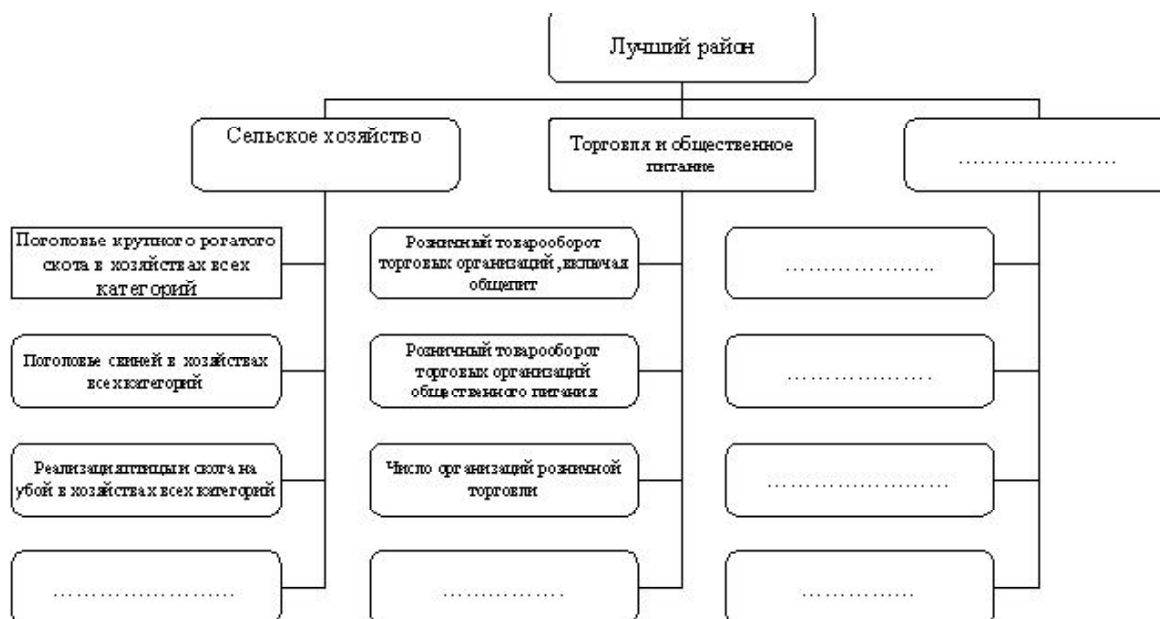 Лучший район
Сельское хозяйство
Торговля и общественное
питание
…………………
Поголовье крупного рогатого
скота в хозяйствах всех
категорий
Розничный товарооборот
торговых организаций ,включая
общепит
………………..
Поголовье свиней в хозяйствах
всех категорий
Розничный товарооборот
торговых организаций
общественного питания
……………….
Реализация птицы и скота на
убой в хозяйствах всех категорий
Число организаций розничной
торговли
……………………
……………………
…………….
……………